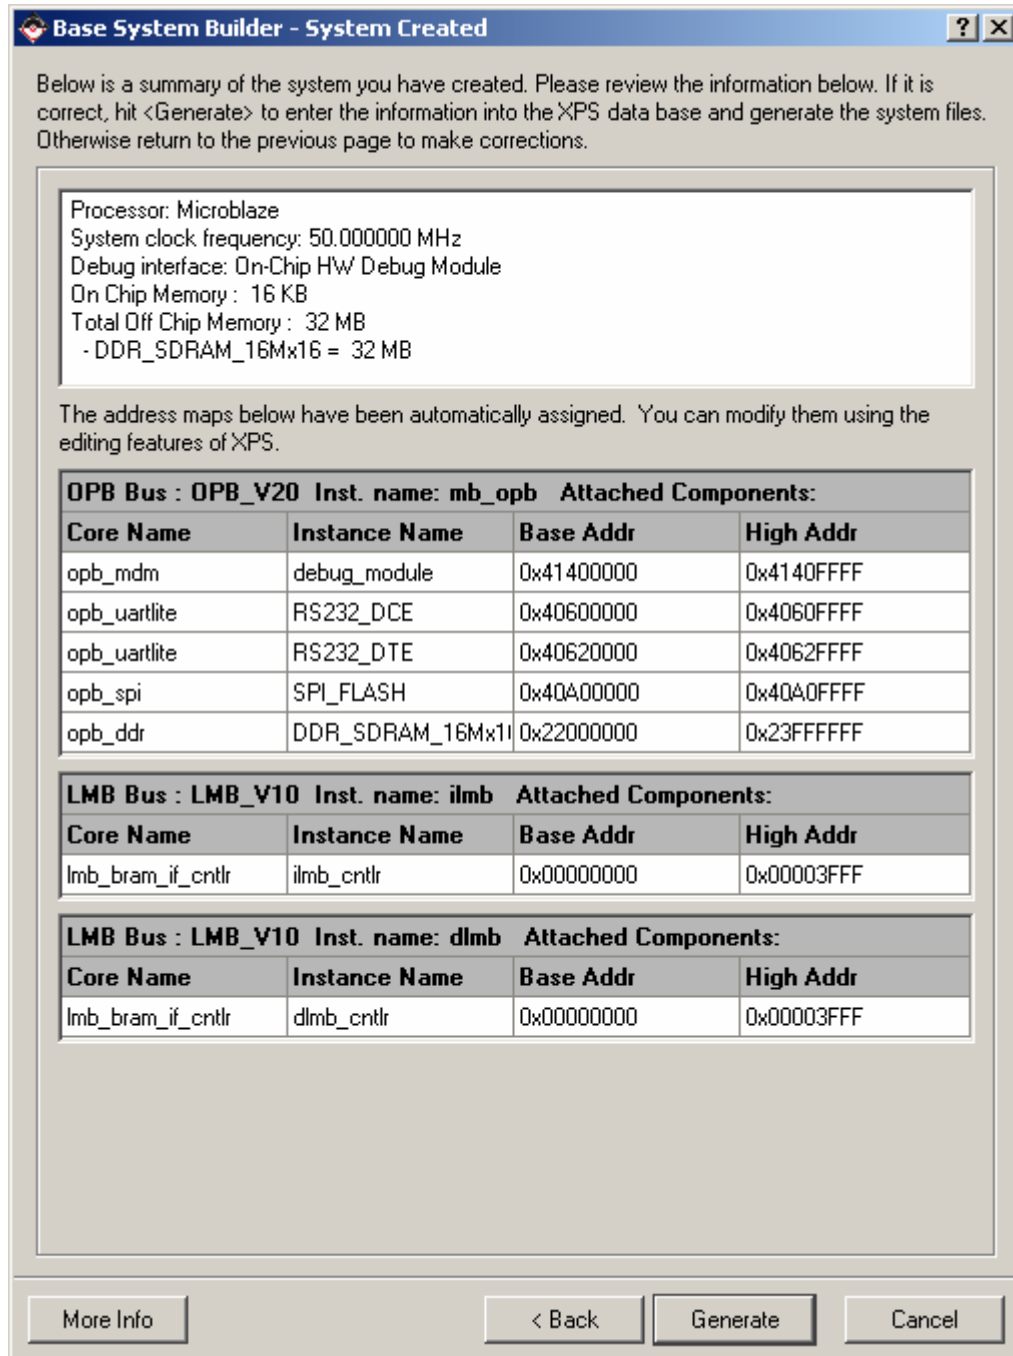 Base System Builder - System Created
Below is a summary of the system you have created. Please review the information below. If it is
correct, hit <Generate> to enter the information into the XPS data base and generate the system files.
Otherwise return to the previous page to make corrections.
Processor: Microblaze
System clock frequency: 50.000000 MHz
Debug interface: On-Chip HW Debug Module
On Chip Memory :  16 KB
Total Off Chip Memory :  32 MB
- DDR_SDRAM_16Mx16 =  32 MB
The address maps below have been automatically assigned.  You can modify them using the
editing features of XPS.
OPB Bus : OPB_V20  Inst. name: mb_opb   Attached Components:
Core Name Instance Name Base Addr High Addr
opb_mdm debug_module 0x41400000 0x4140FFFF
opb_uartlite RS232_DCE 0x40600000 0x4060FFFF
opb_uartlite RS232_DTE 0x40620000 0x4062FFFF
opb_spi SPI_FLASH 0x40A00000 0x40A0FFFF
opb_ddr DDR_SDRAM_16Mx1 0x22000000 0x23FFFFFF
LMB Bus : LMB_V10  Inst. name: ilmb   Attached Components:
Core Name Instance Name Base Addr High Addr
lmb_bram_if_cntlr ilmb_cntlr 0x00000000 0x00003FFF
LMB Bus : LMB_V10  Inst. name: dlmb   Attached Components:
Core Name Instance Name Base Addr High Addr
lmb_bram_if_cntlr dlmb_cntlr 0x00000000 0x00003FFF
More Info < Back Generate Cancel